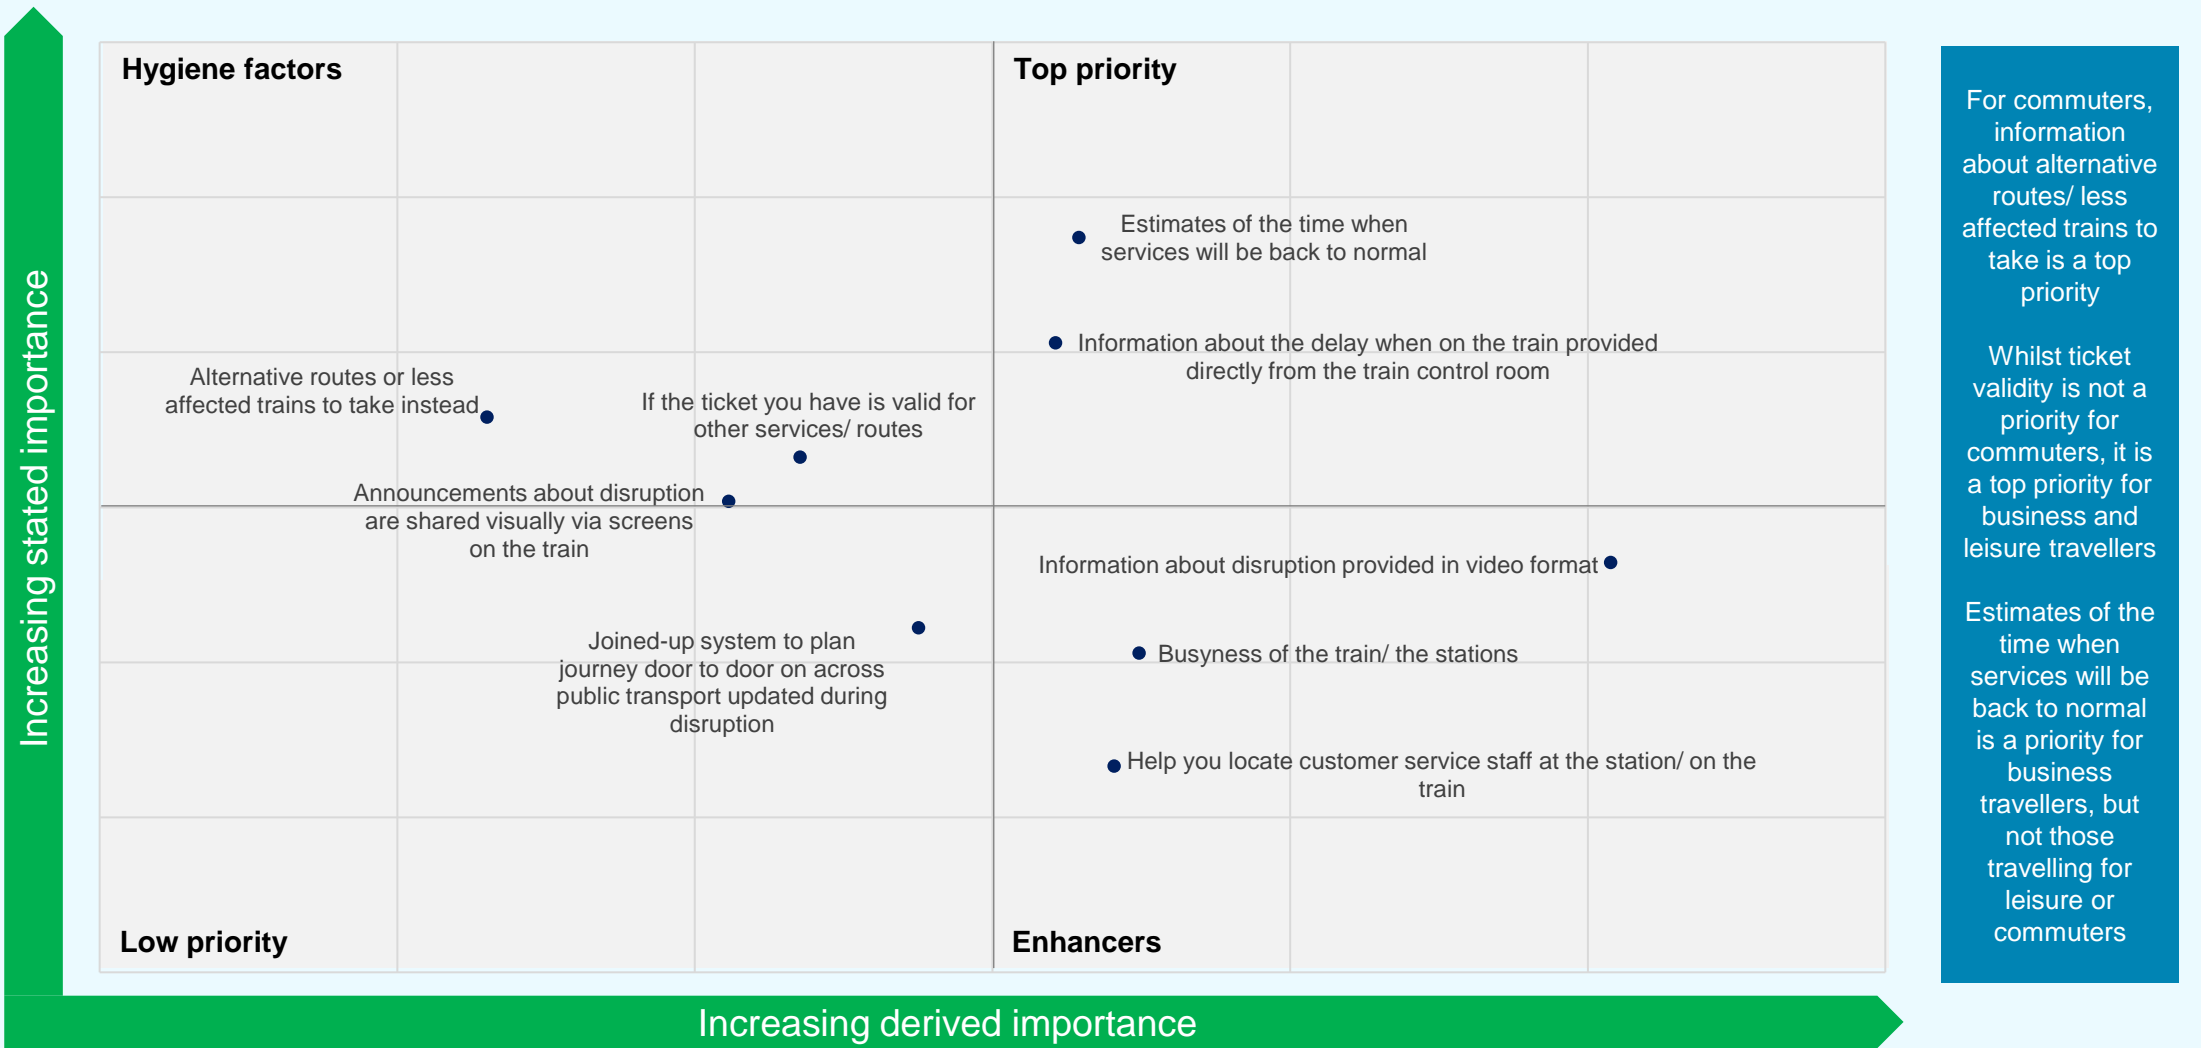 Increasing stated importance
Hygiene factors
Top priority
Estimates of the time when
services will be back to normal
Information about the delay when on the train provided
directly from the train control room
Alternative routes or less
affected trains to take instead
If the ticket you have is valid for
other services/ routes
Announcements about disruption
are shared visually via screens
on the train
Information about disruption provided in video format
Joined-up system to plan
journey door to door on across
public transport updated during
disruption
Busyness of the train/ the stations
Help you locate customer service staff at the station/ on the
train
Low priority
Enhancers
Increasing derived importance
For commuters,
information
about alternative
routes/ less
affected trains to
take is a top
priority
Whilst ticket
validity is not a
priority for
commuters, it is
a top priority for
business and
leisure travellers
Estimates of the
time when
services will be
back to normal
is a priority for
business
travellers, but
not those
travelling for
leisure or
commuters